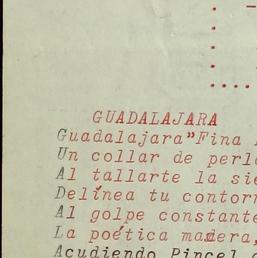 GUADALAJARA
Guadalajara"Fina
Un collar de perl
Al tallarte la si
Delínea tu contor
Al golpe constante
La poética madera,
Acudiendo Pincel